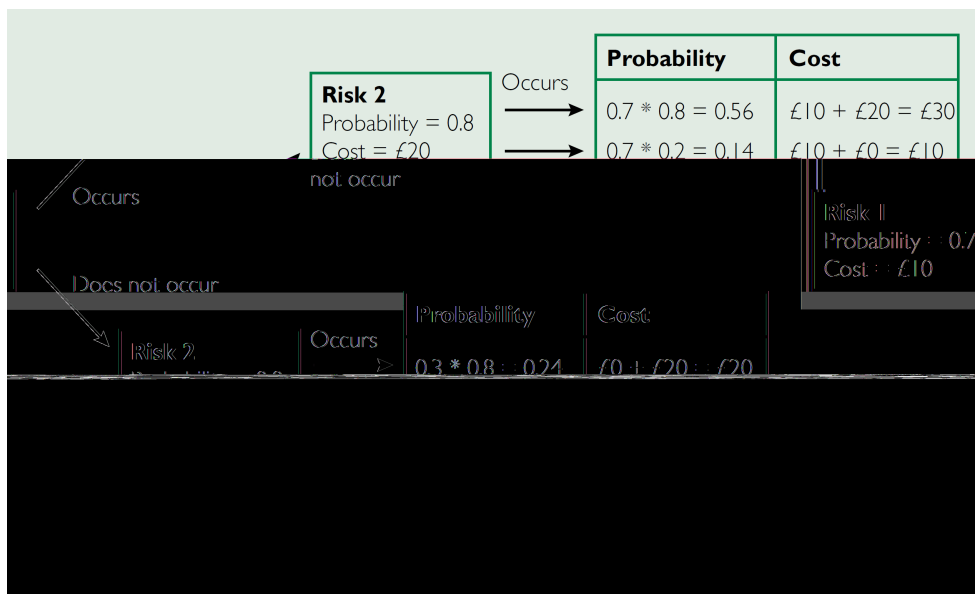 Probability Cost
Risk 2
Probability = 0.8
Cost = £20
Occurs
0.7 * 0.8 = 0.56 £10 + £20 = £30
0.7 * 0.2 = 0.14 £10 + £0 = £10
not occur
Occurs
Risk 1
Probability = 0.7
Cost = £10
Does not occur
Probability Cost
Risk 2
Occurs
0.3 * 0.8 = 0.24 £0 + £20 = £20